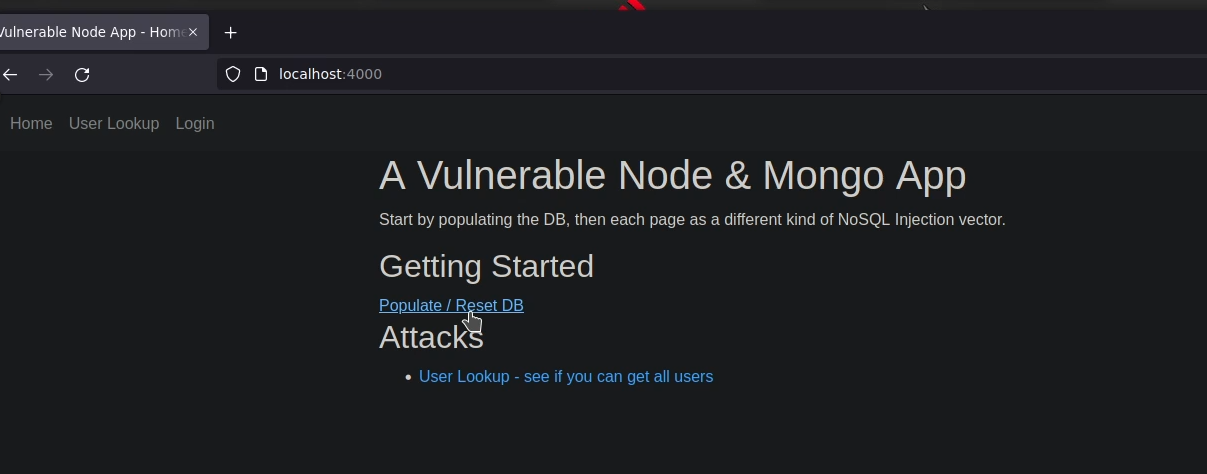 Vulnerable Node App - Home
localhost:4000
Home User Lookup Login
A Vulnerable Node & Mongo App
Start by populating the DB, then each page as a different kind of NoSQL Injection vector.
Getting Started
Populate / Reset DB
Attacks
User Lookup - see if you can get all users